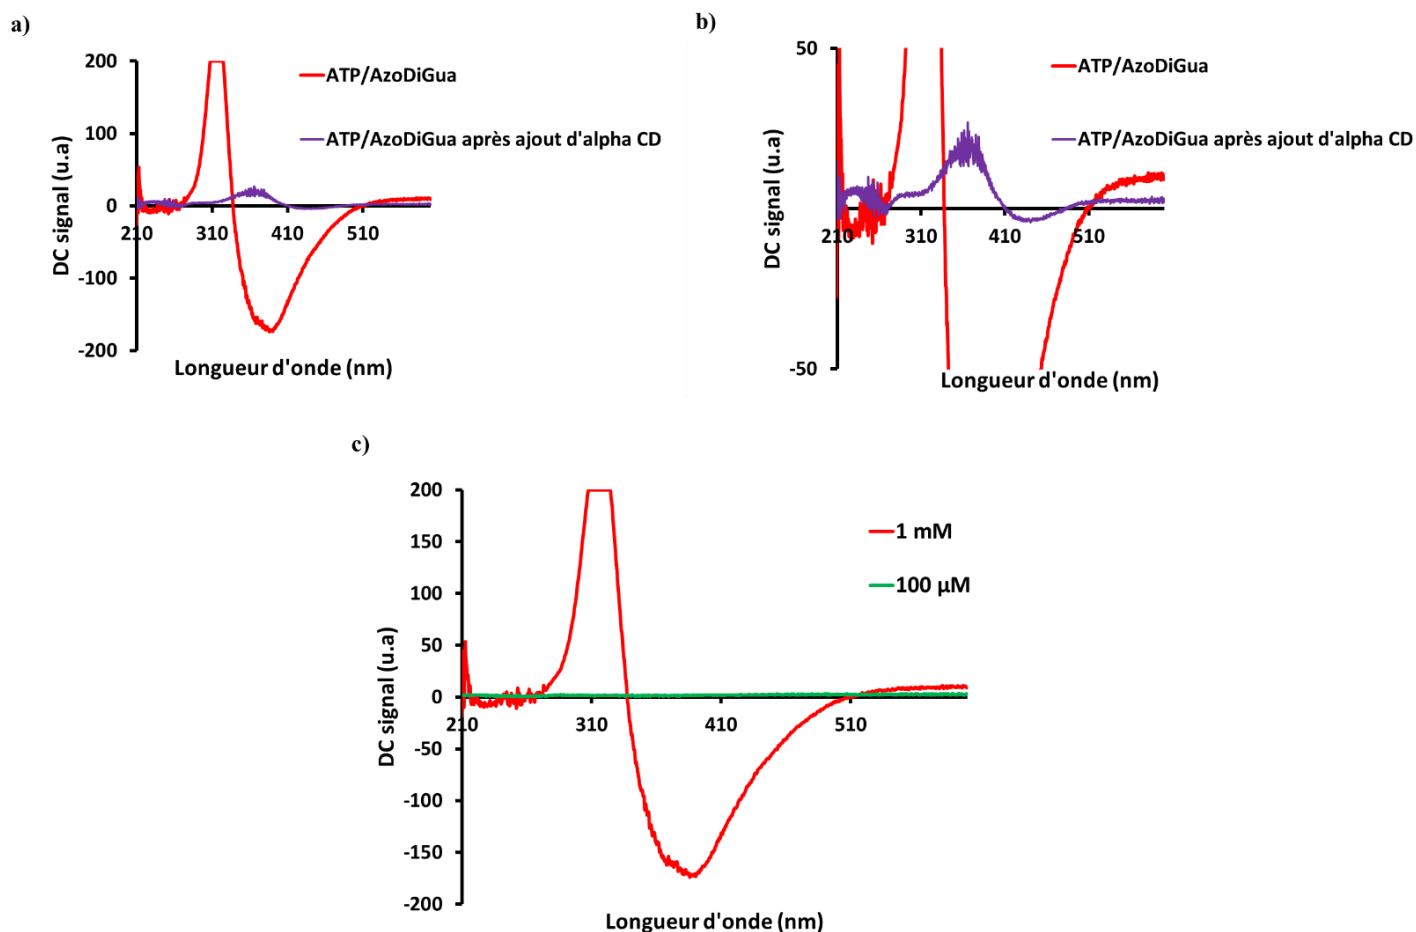 a)
200
100
0
-100
-200
210
310
410
510
DC signal (u.a)
Longueur d'onde (nm)
ATP/AzoDiGua
ATP/AzoDiGua après ajout d'alpha CD
b)
50
-50
210
310
410
510
DC signal (u.a)
Longueur d'onde (nm)
ATP/AzoDiGua
ATP/AzoDiGua après ajout d'alpha CD
c)
200
150
100
50
0
-50
-100
-150
-200
210
310
410
510
DC signal (u.a)
Longueur d'onde (nm)
1 mM
100 µM